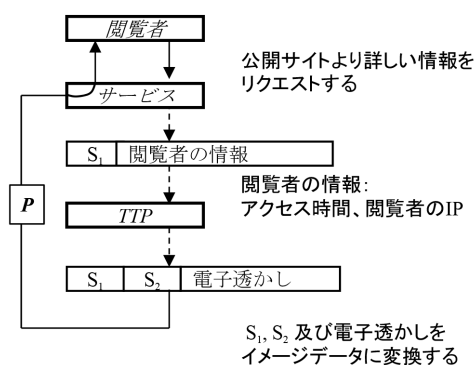 閲覧者
公開サイトより詳しい情報を
リクエストする
サービス
S₁ 閲覧者の情報
閲覧者の情報：
アクセス時間、閲覧者のIP
P
TTP
S₁ S₂ 電子透かし
S₁, S₂ 及び電子透かしを
イメージデータに変換する